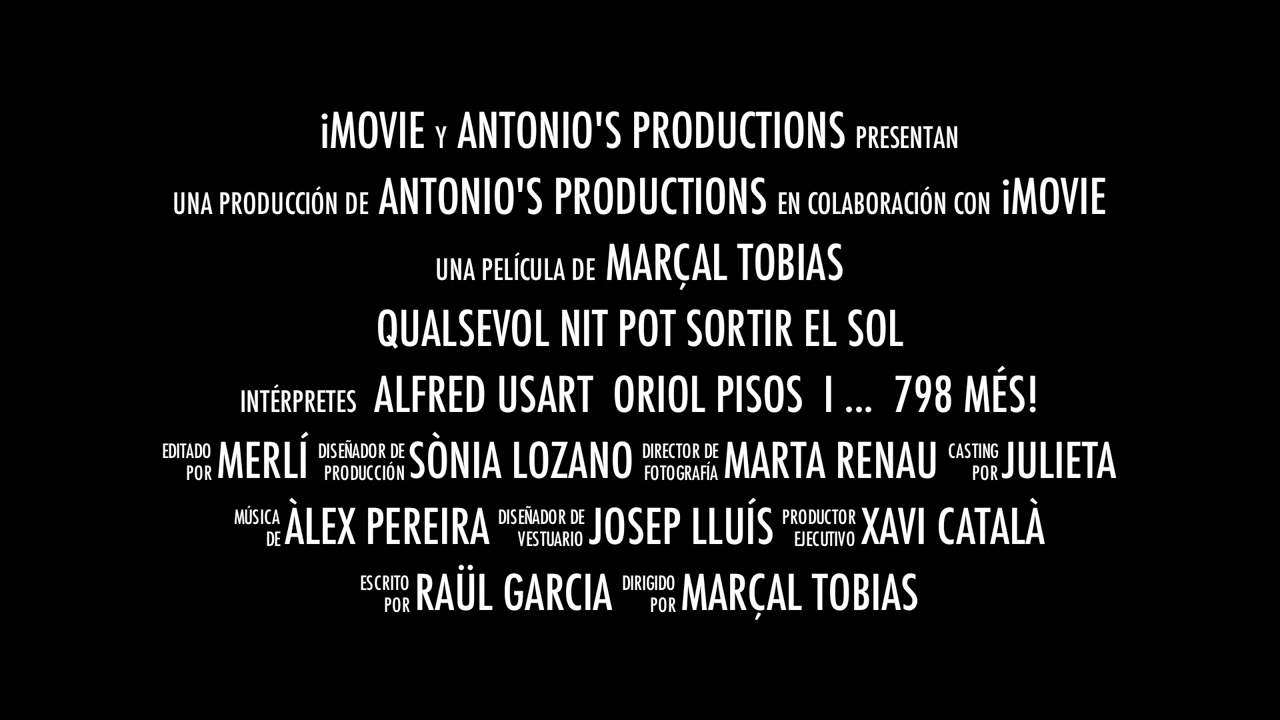 iMOVIE Y ANTONIO'S PRODUCTIONS PRESENTAN
UNA PRODUCCIÓN DE ANTONIO'S PRODUCTIONS EN COLABORACIÓN CON iMOVIE
UNA PELÍCULA DE MARÇAL TOBIAS
QUALSEVOL NIT POT SORTIR EL SOL
INTÉRPRETES ALFRED USART ORIOL PISOS I ... 798 MÉS!
EDITADO POR MERLÍ DISEÑADOR DE PRODUCCIÓN SÒNIA LOZANO DIRECTOR DE FOTOGRAFÍA MARTA RENAU CASTING POR JULIETA
MÚSICA DE ÀLEX PEREIRA DISEÑADOR DE VESTUARIO JOSEP LLUÍS PRODUCTOR EJECUTIVO XAVI CATALÀ
ESCRITO POR RAÜL GARCIA DIRIGIDO POR MARÇAL TOBIAS